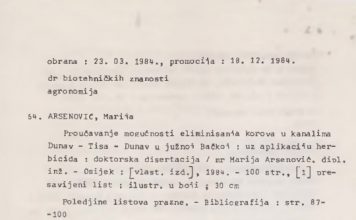 obrana : 23. 03. 1984., promocija : 18. 12. 1984.
dr biotehničkih znanosti
agronomija
54. ARSENOVIĆ, Marija
Proučavanje mogućnosti eliminisanja korova u kanalima
Dunav - Tisa - Dunav u južnoj Bačkoj : uz aplikaciju her-
bicida : doktorska disertacija / mr Marija Arsenović, dipl.
inž. - Osijek : [vlast. izd.], 1984. - 100 str., [1] pre-
savijeni list : ilustr. u boji ; 30 cm
Poledjine listova prazne. - Bibliografija : str. 87-
-100